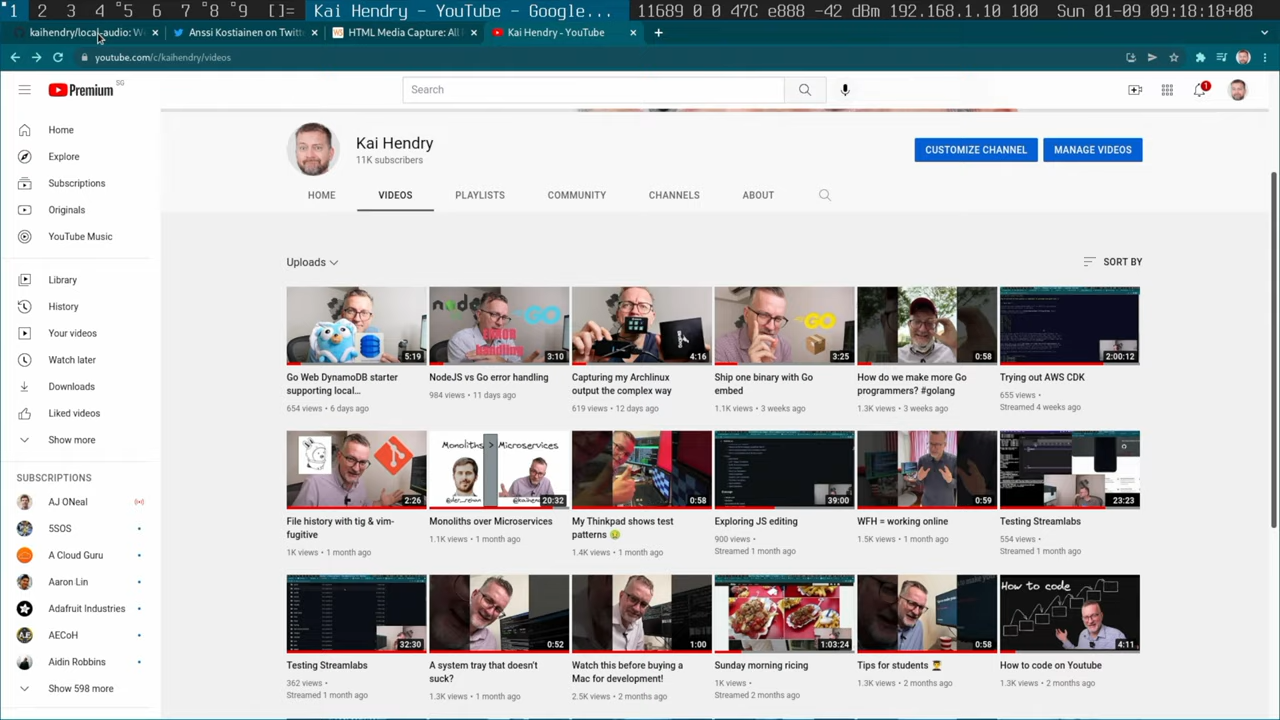 1 2 3 4 5 6 7 8 9 []= Kai Hendry - YouTube - Google... 11689 0 0 47C e888 -42 dBm 192.168.1.10 100 Sun 01-09 09:18:18+08
kaihendry/local-audio: W
Anssi Kostiainen on Twitt
HTML Media Capture: All
Kai Hendry - YouTube
youtube.com/c/kaihendry/videos
Premium SG
Search
1
Home
Explore
Subscriptions
Originals
YouTube Music
Library
History
Your videos
Watch later
Downloads
Liked videos
Show more
SUBSCRIPTIONS
AJ ONeal
5SOS
A Cloud Guru
Aaron Lin
Adafruit Industries
AECoH
Aidin Robbins
Show 598 more
Kai Hendry
11K subscribers
CUSTOMIZE CHANNEL
MANAGE VIDEOS
HOME VIDEOS PLAYLISTS COMMUNITY CHANNELS ABOUT
Uploads
SORT BY
5:19
Go Web DynamoDB starter
supporting local...
654 views • 6 days ago
GO
ERROR
handling
3:10
NodeJS vs Go error handling
984 views • 11 days ago
4:16
Capturing my Archlinux
output the complex way
619 views • 12 days ago
GO
3:25
Ship one binary with Go
embed
1.1K views • 3 weeks ago
0:58
How do we make more Go
programmers? #golang
1.3K views • 3 weeks ago
2:00:12
Trying out AWS CDK
655 views •
Streamed 4 weeks ago
2:26
File history with tig & vim-
fugitive
1K views • 1 month ago
Monoliths > Microservices
20:32
Monoliths over Microservices
1.1K views • 1 month ago
0:58
My Thinkpad shows test
patterns 🤢
1.4K views • 1 month ago
39:00
Exploring JS editing
900 views •
Streamed 1 month ago
0:59
WFH = working online
1.5K views • 1 month ago
23:23
Testing Streamlabs
554 views •
Streamed 1 month ago
32:30
Testing Streamlabs
362 views •
Streamed 1 month ago
0:52
A system tray that doesn't
suck?
1.3K views • 1 month ago
1:00
Watch this before buying a
Mac for development!
2.5K views • 2 months ago
1:03:24
Sunday morning ricing
1K views •
Streamed 2 months ago
0:58
Tips for students 👨‍🎓
1.3K views • 2 months ago
How to code
4:11
How to code on Youtube
1.3K views • 2 months ago